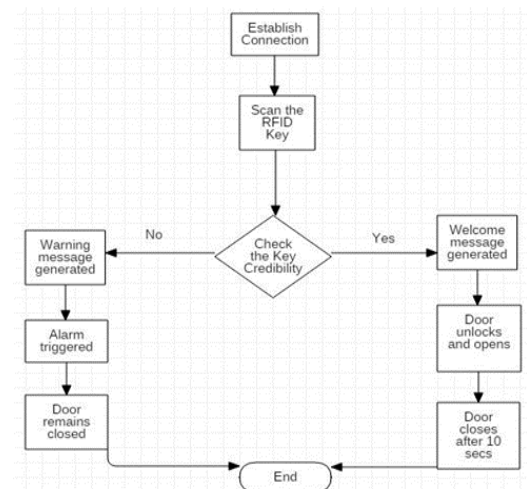 Establish
Connection
Scan the
RFID
Key
Check
the Key
Credibility
No
Yes
Warning
message
generated
Alarm
triggered
Door
remains
closed
Welcome
message
generated
Door
unlocks
and opens
Door
closes
after 10
secs
End